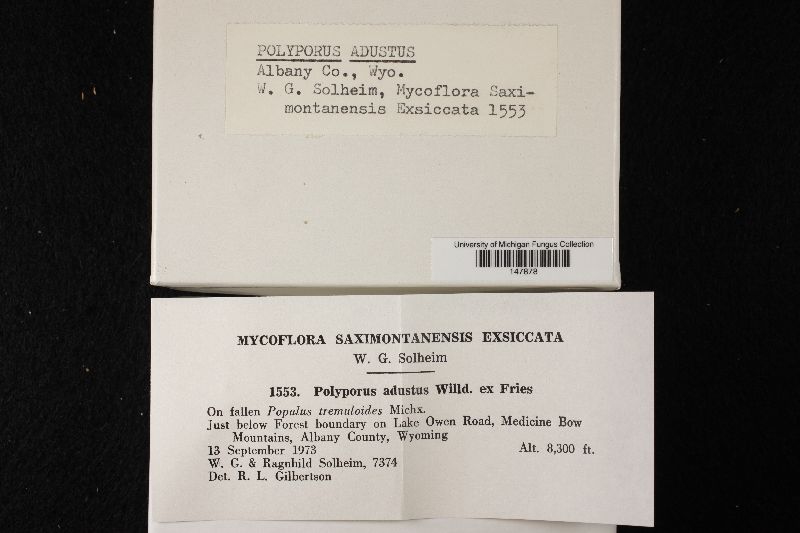 POLYPORUS ADUSTUS
Albany Co., Wyo.
W. G. Solheim, Mycoflora Saxi-
montanensis Exsiccata 1553
University of Michigan Fungus Collection
147878
MYCOFLORA SAXIMONTANENSIS EXSICCATA
W. G. Solheim
1553. Polyporus adustus Willd. ex Fries
On fallen Populus tremuloides Michx.
Just below Forest boundary on Lake Owen Road, Medicine Bow
Mountains, Albany County, Wyoming
13 September 1973 Alt. 8,300 ft.
W. G. & Ragnhild Solheim, 7374
Det. R. L. Gilbertson